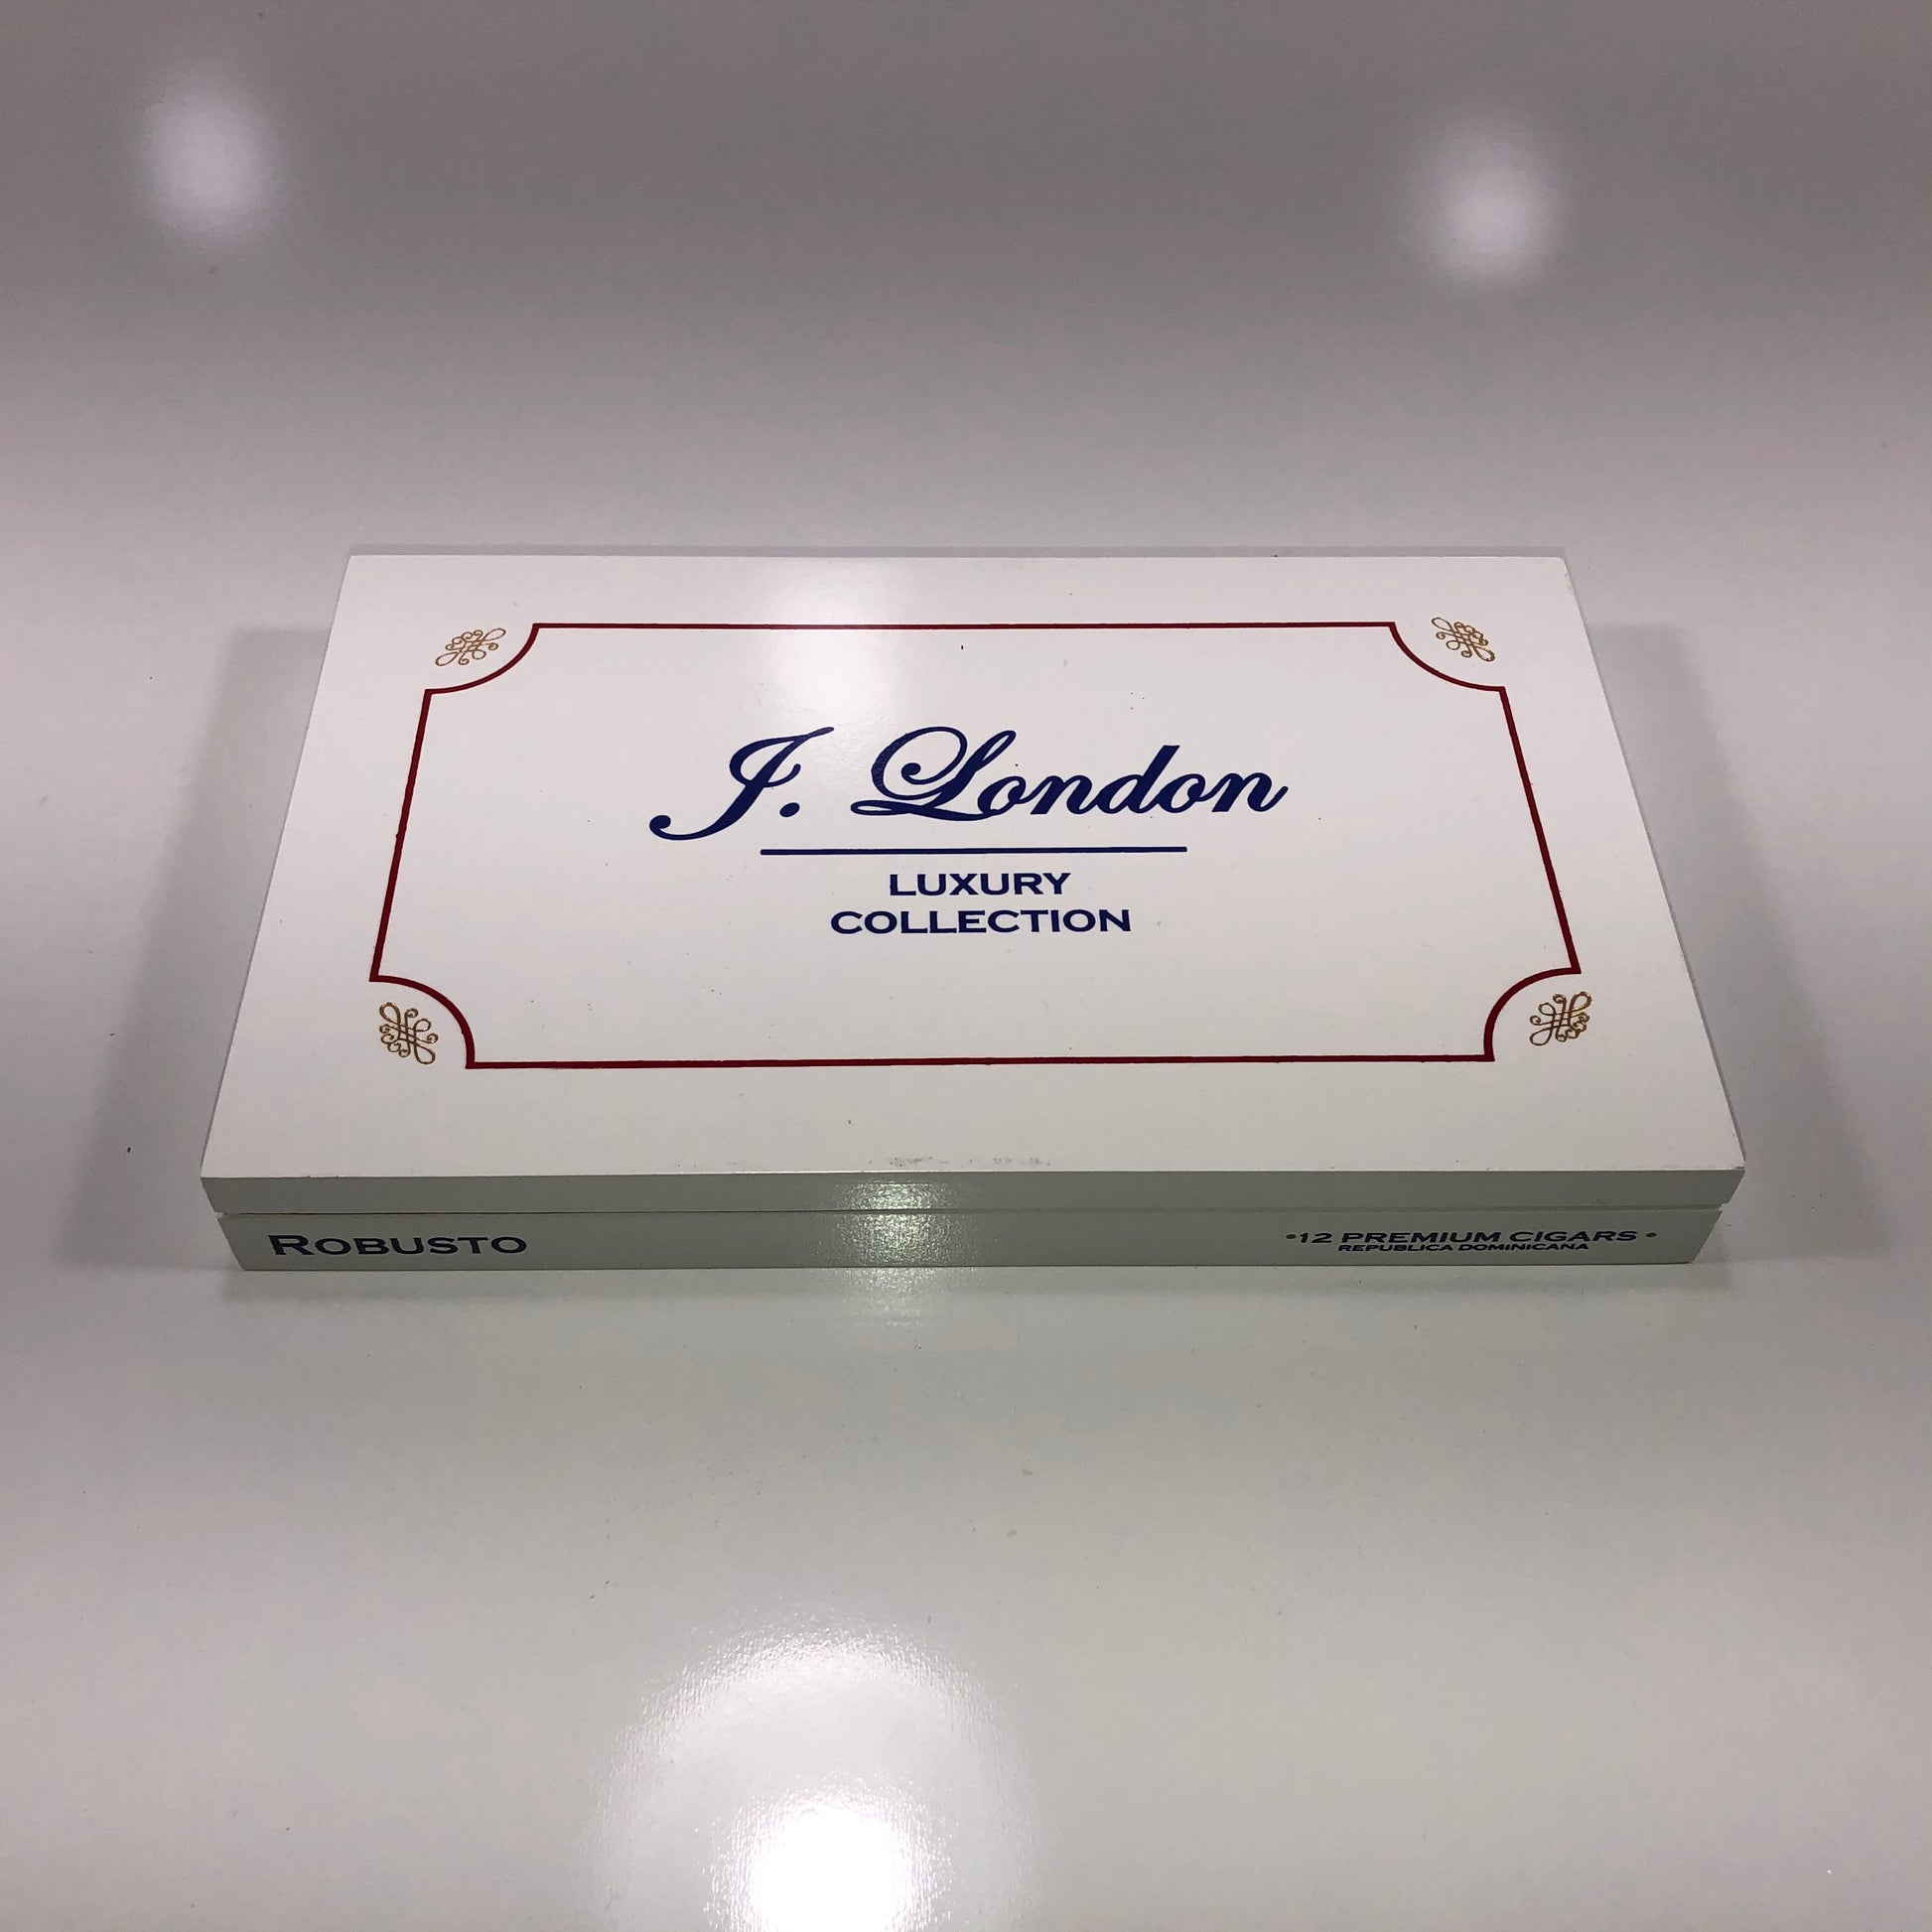 J. London
LUXURY
COLLECTION
ROBUSTO
•12 PREMIUM CIGARS •
REPUBLICA DOMINICANA